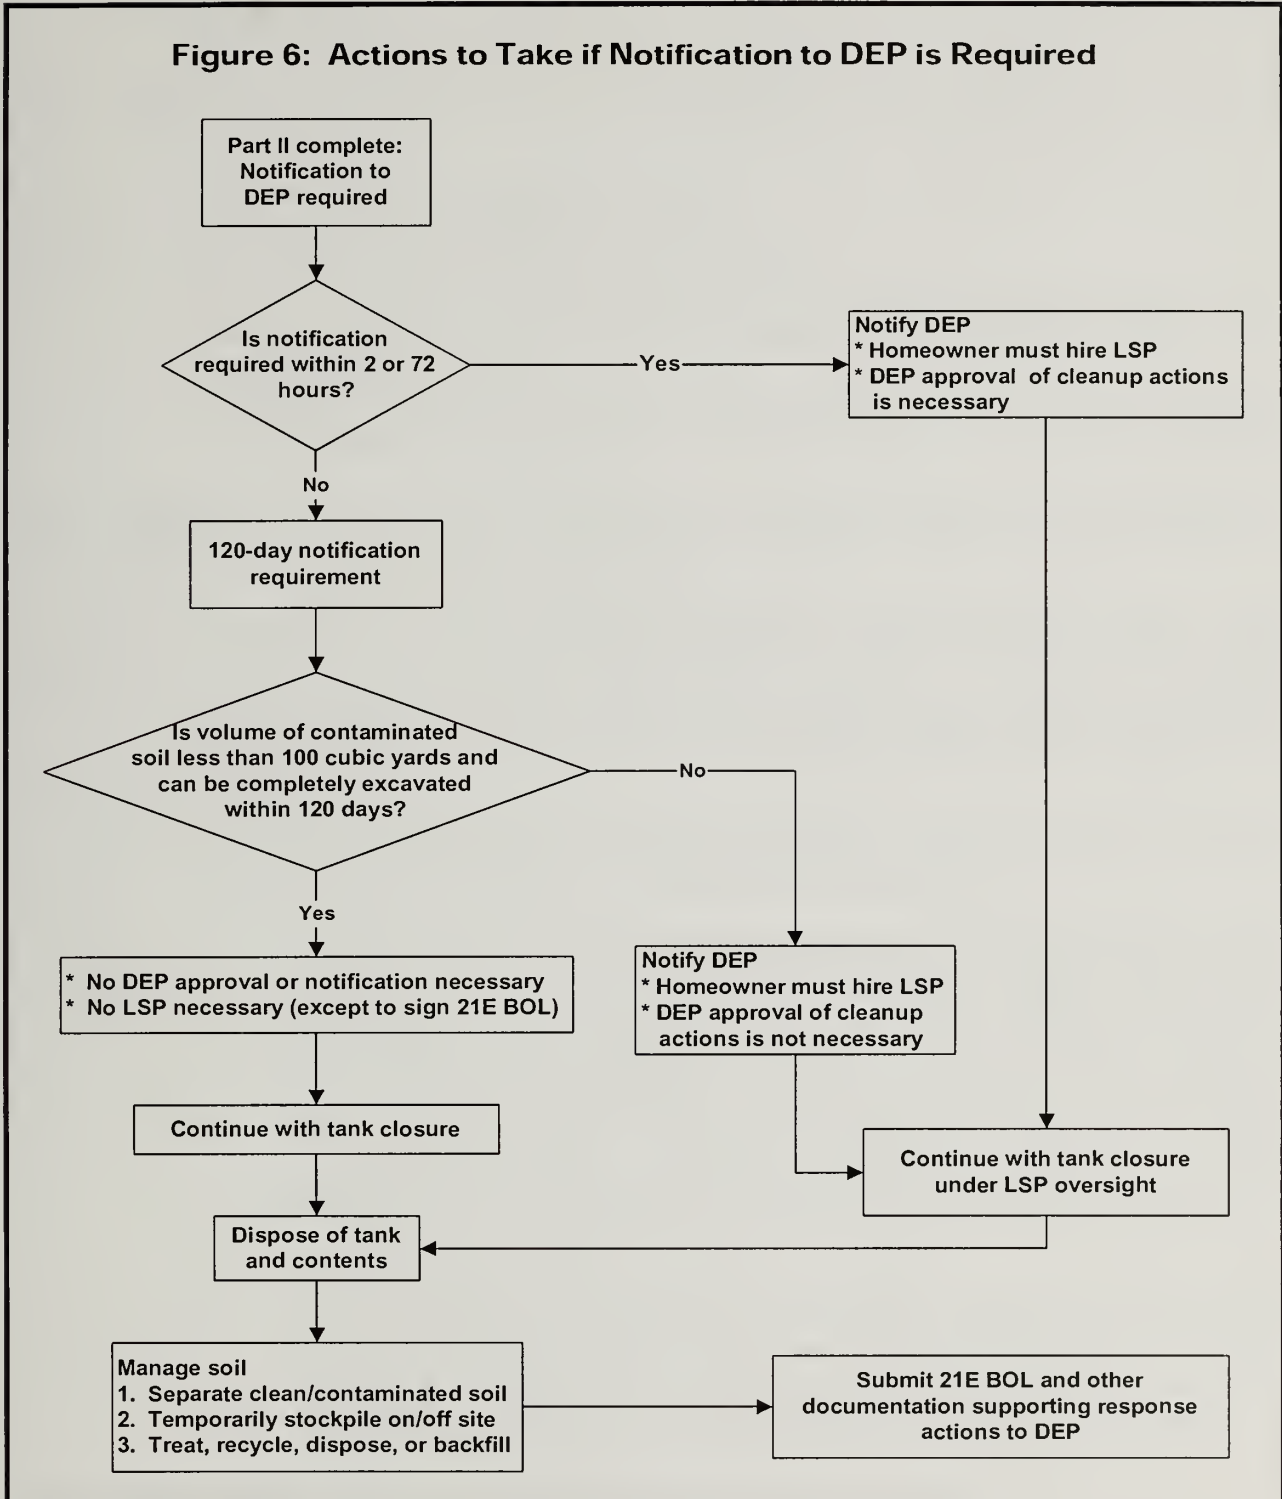 Figure 6: Actions to Take if Notification to DEP is Required
Part II complete:
Notification to
DEP required
Is notification
required within 2 or 72
hours?
Yes
Notify DEP
* Homeowner must hire LSP
* DEP approval of cleanup actions
is necessary
No
120-day notification
requirement
Is volume of contaminated
soil less than 100 cubic yards and
can be completely excavated
within 120 days?
No
Yes
* No DEP approval or notification necessary
* No LSP necessary (except to sign 21E BOL)
Notify DEP
* Homeowner must hire LSP
* DEP approval of cleanup
actions is not necessary
Continue with tank closure
Continue with tank closure
under LSP oversight
Dispose of tank
and contents
Manage soil
1. Separate clean/contaminated soil
2. Temporarily stockpile on/off site
3. Treat, recycle, dispose, or backfill
Submit 21E BOL and other
documentation supporting response
actions to DEP